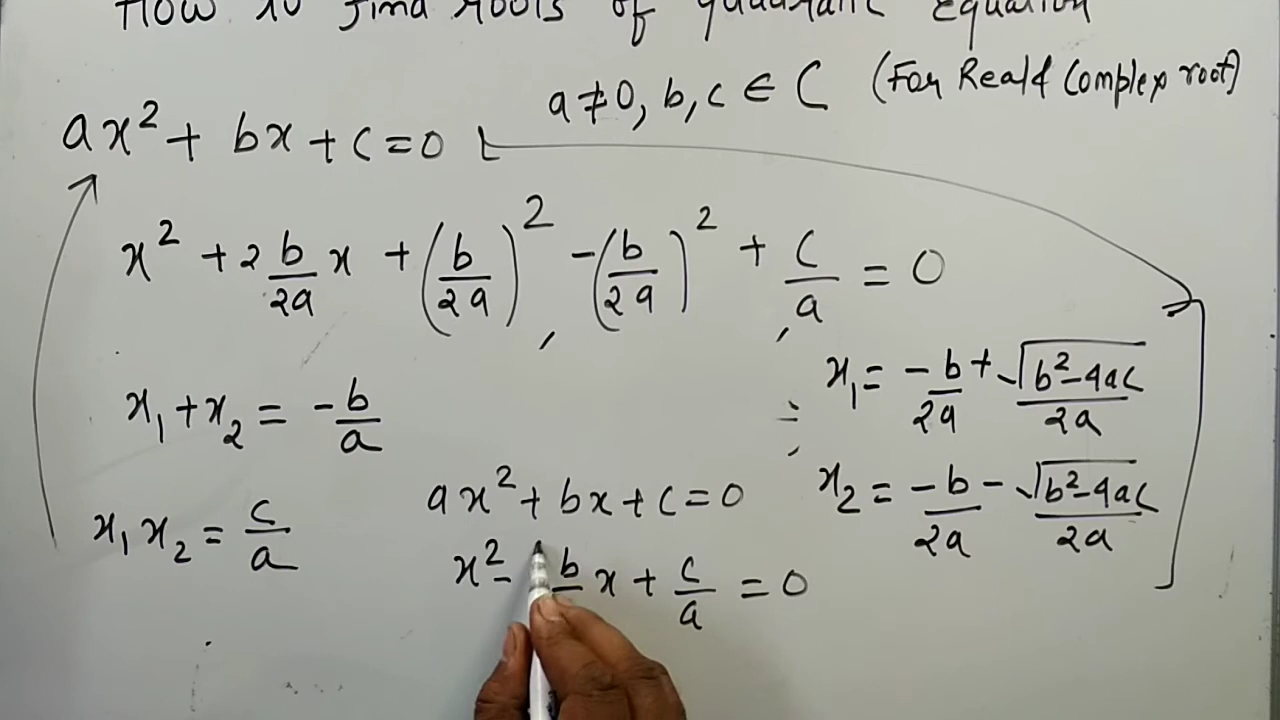 How to find roots of quadratic Equation
a≠0, b, c ∈ C (For Real & Complex root)
ax² + bx + c = 0
x² + 2 b/2a x + (b/2a)² - (b/2a)² + c/a = 0
x₁ = -b/2a + √(b²-4ac)/2a
x₁ + x₂ = -b/a
x₂ = -b/2a - √(b²-4ac)/2a
ax² + bx + c = 0
x₁ x₂ = c/a
x² - b x + c/a = 0